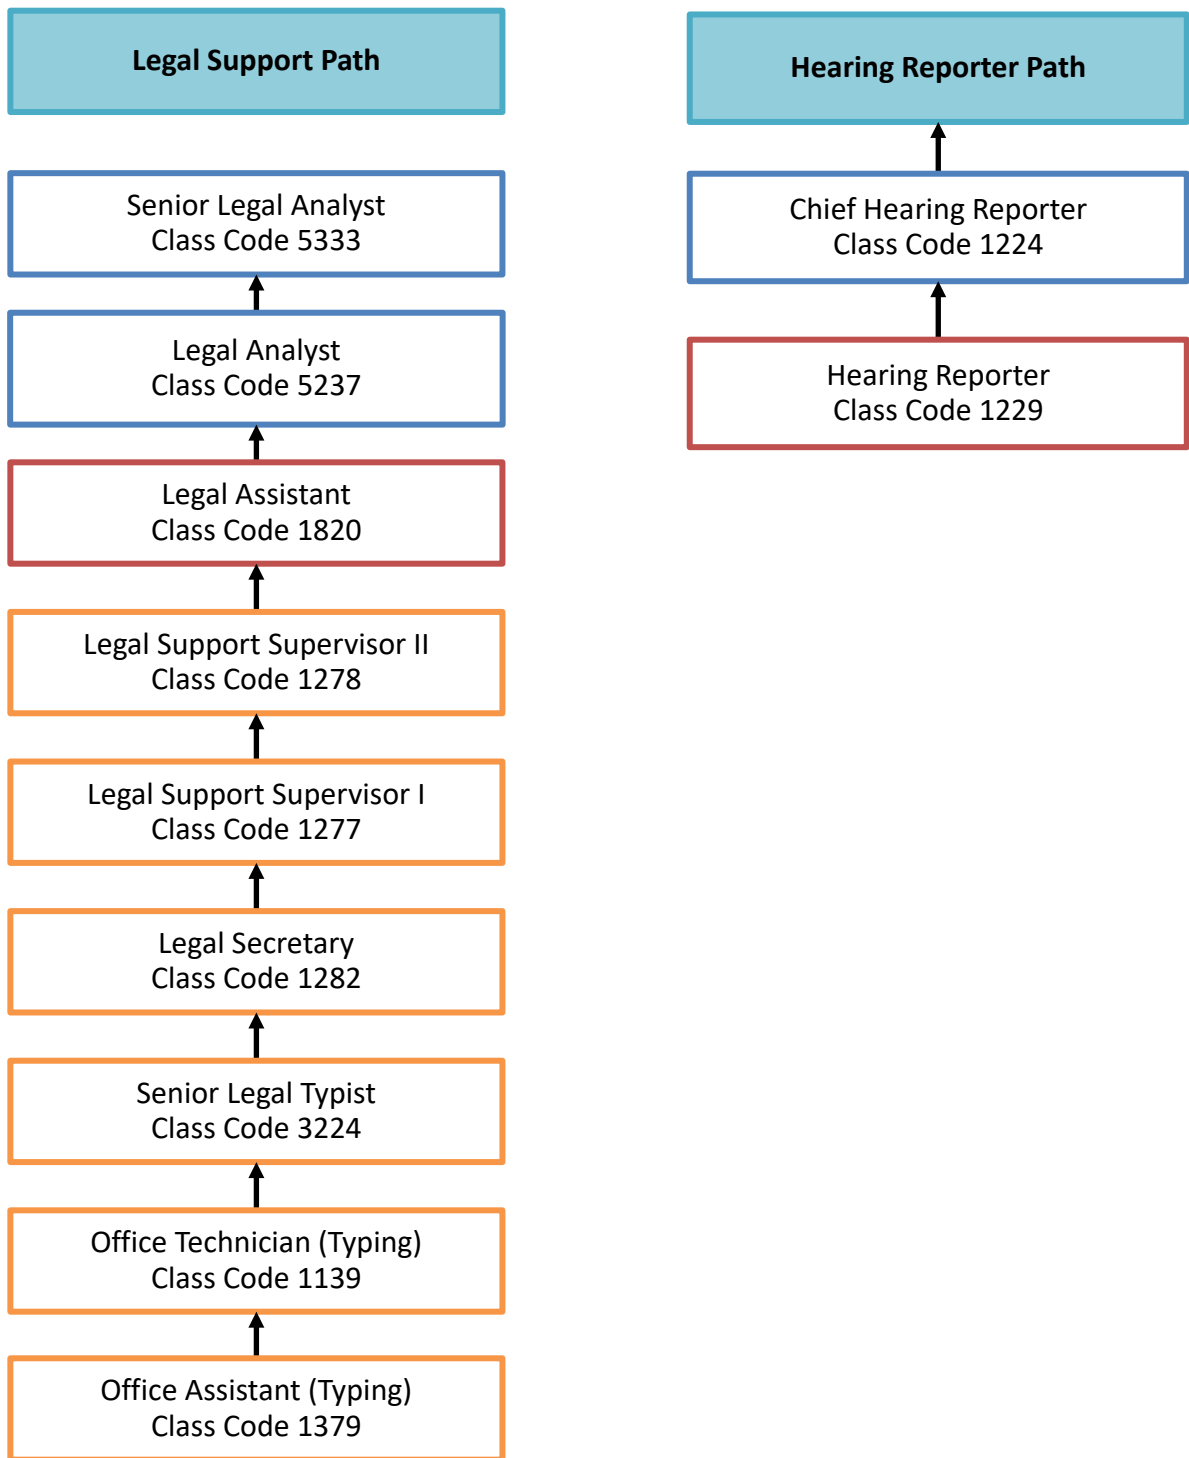 Legal Support Path
Senior Legal Analyst
Class Code 5333
Legal Analyst
Class Code 5237
Legal Assistant
Class Code 1820
Legal Support Supervisor II
Class Code 1278
Legal Support Supervisor I
Class Code 1277
Legal Secretary
Class Code 1282
Senior Legal Typist
Class Code 3224
Office Technician (Typing)
Class Code 1139
Office Assistant (Typing)
Class Code 1379
Hearing Reporter Path
Chief Hearing Reporter
Class Code 1224
Hearing Reporter
Class Code 1229